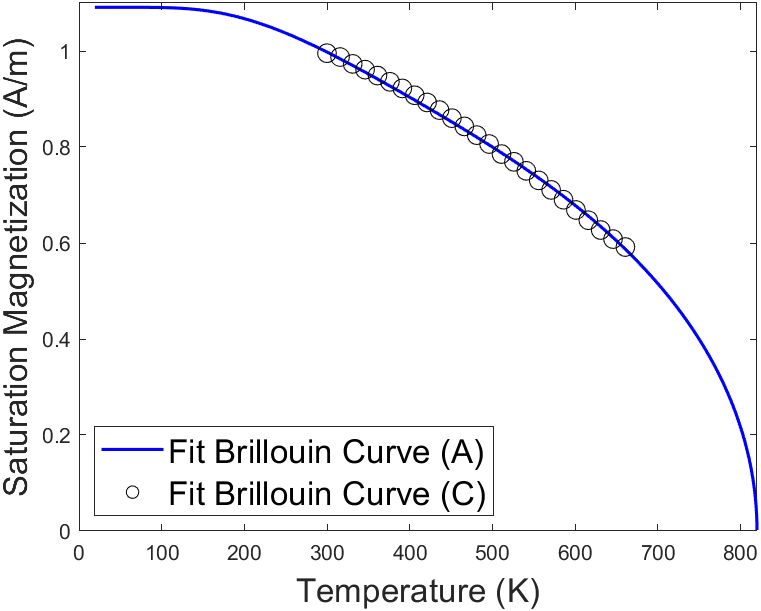 Saturation Magnetization (A/m)
1
0.8
0.6
0.4
0.2
0
Fit Brillouin Curve (A)
Fit Brillouin Curve (C)
0 100 200 300 400 500 600 700 800
Temperature (K)